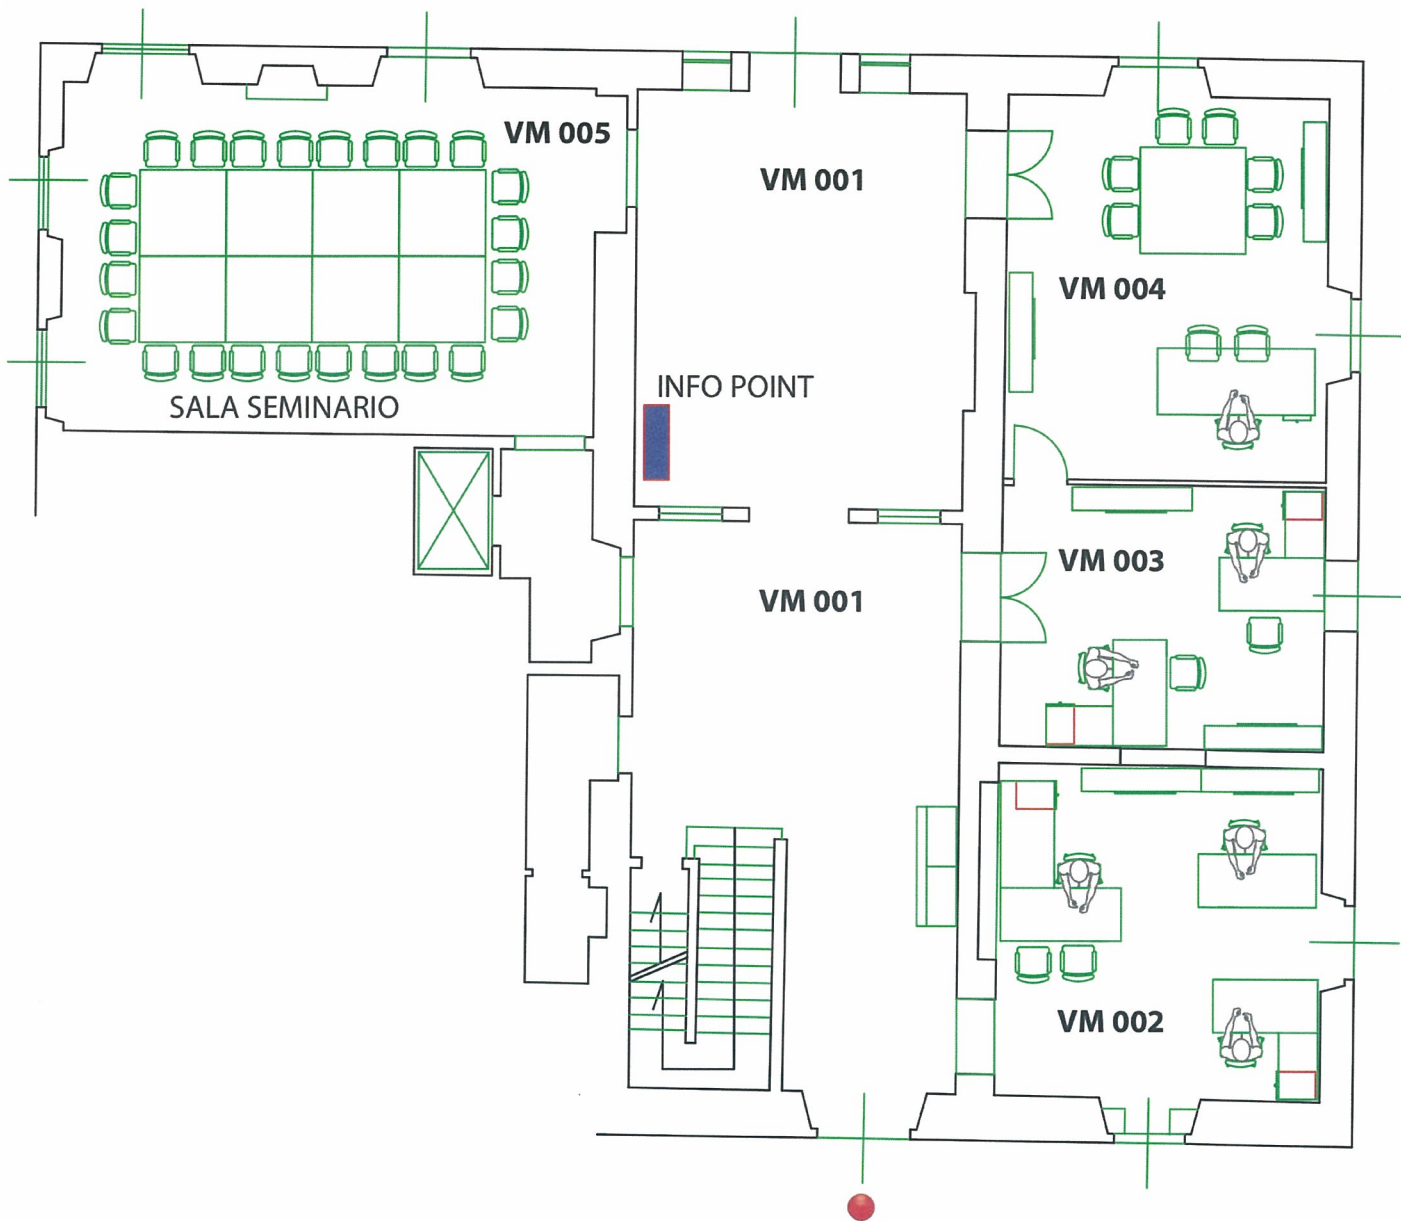 VM 005
VM 001
VM 004
INFO POINT
SALA SEMINARIO
VM 003
VM 001
VM 002